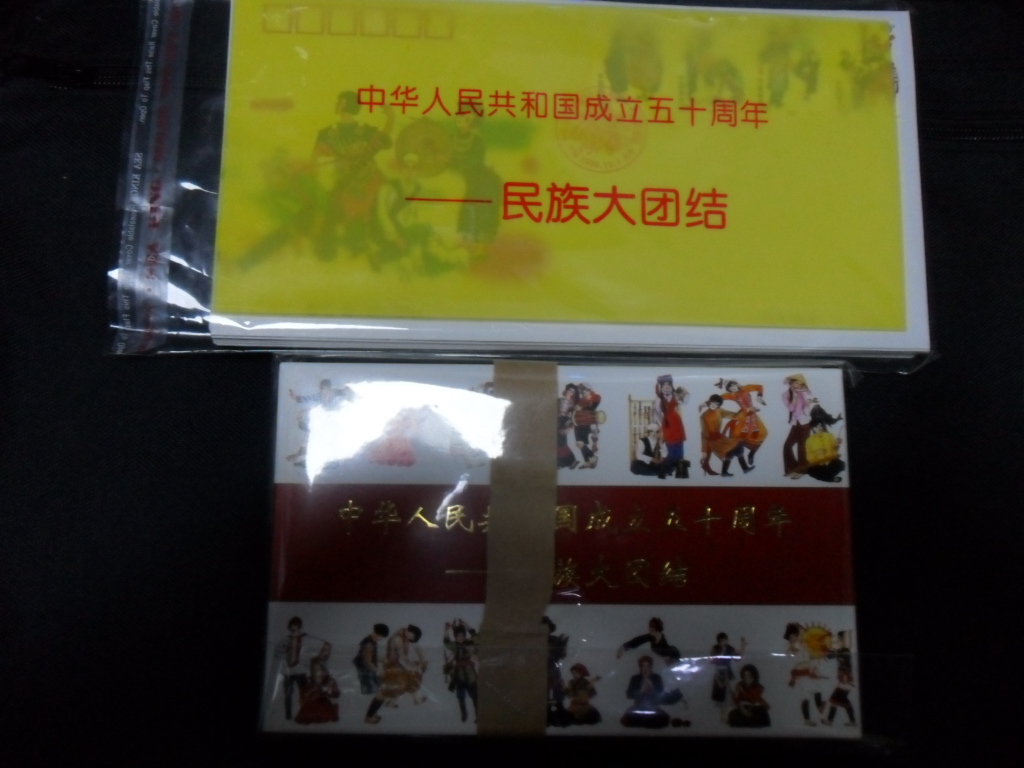 中华人民共和国成立五十周年
——民族大团结
中华人民共 国成立五十周年
—— 族大团结